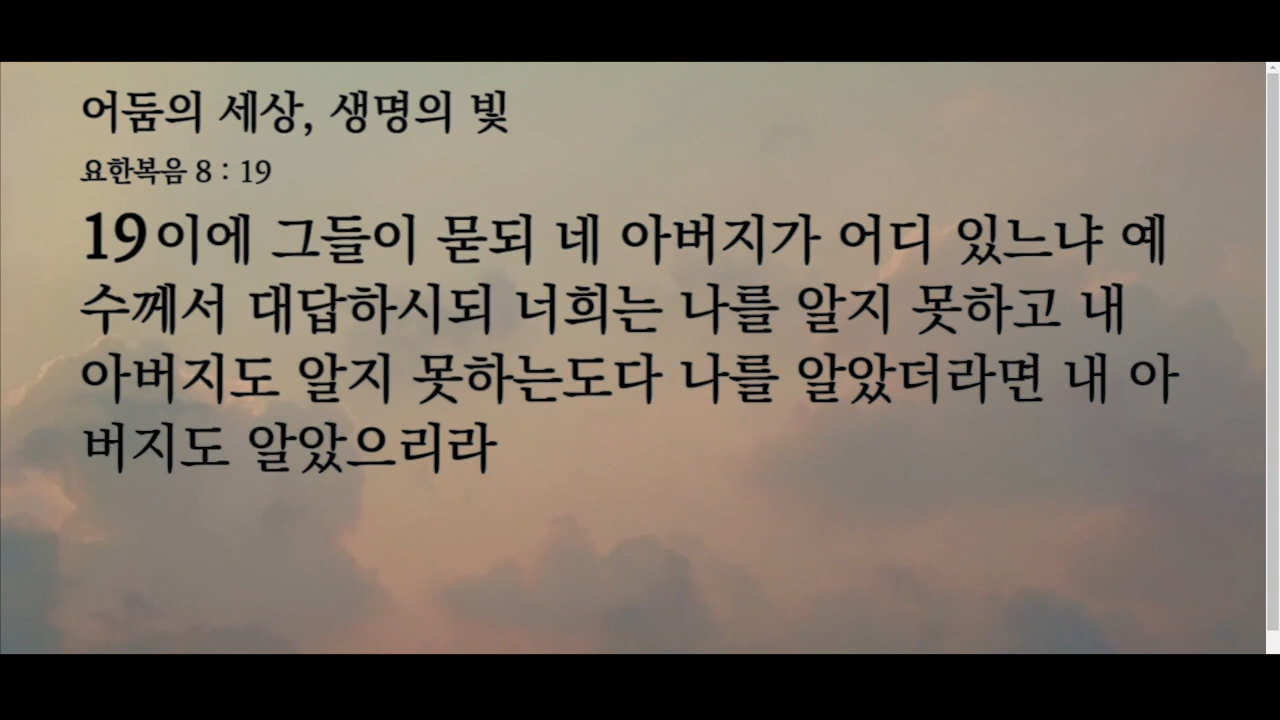 어둠의 세상, 생명의 빛
요한복음 8 : 19
19 이에 그들이 묻되 네 아버지가 어디 있느냐 예
수께서 대답하시되 너희는 나를 알지 못하고 내
아버지도 알지 못하는도다 나를 알았더라면 내 아
버지도 알았으리라